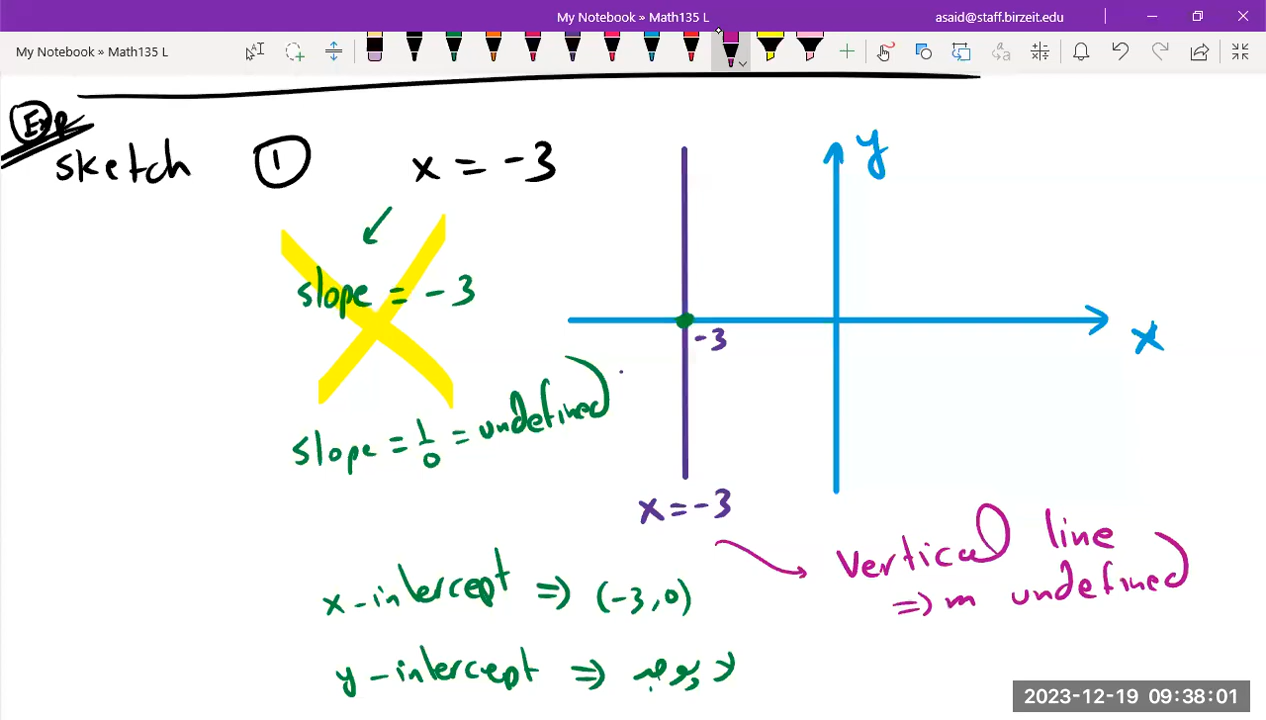 My Notebook » Math135 L
asaid@staff.birzeit.edu
My Notebook » Math135 L
Exp
sketch ① x = -3
y
slope = -3
x
-3
slope = 1/0 = undefined
x = -3
vertical line
=> m undefined
x-intercept => (-3,0)
y-intercept => لا يوجد
2023-12-19 09:38:01